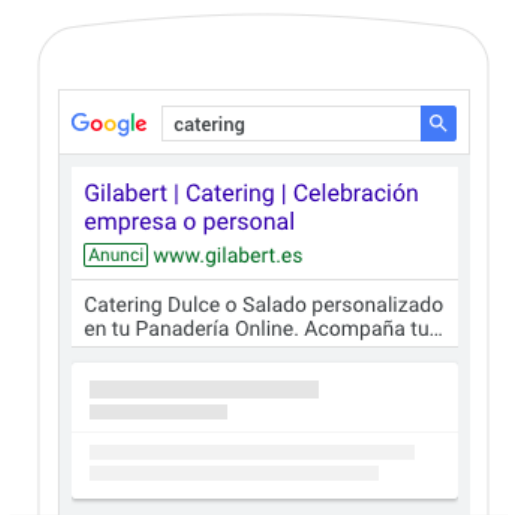 Google catering
Gilabert | Catering | Celebración
empresa o personal
Anunci www.gilabert.es
Catering Dulce o Salado personalizado
en tu Panadería Online. Acompaña tu...